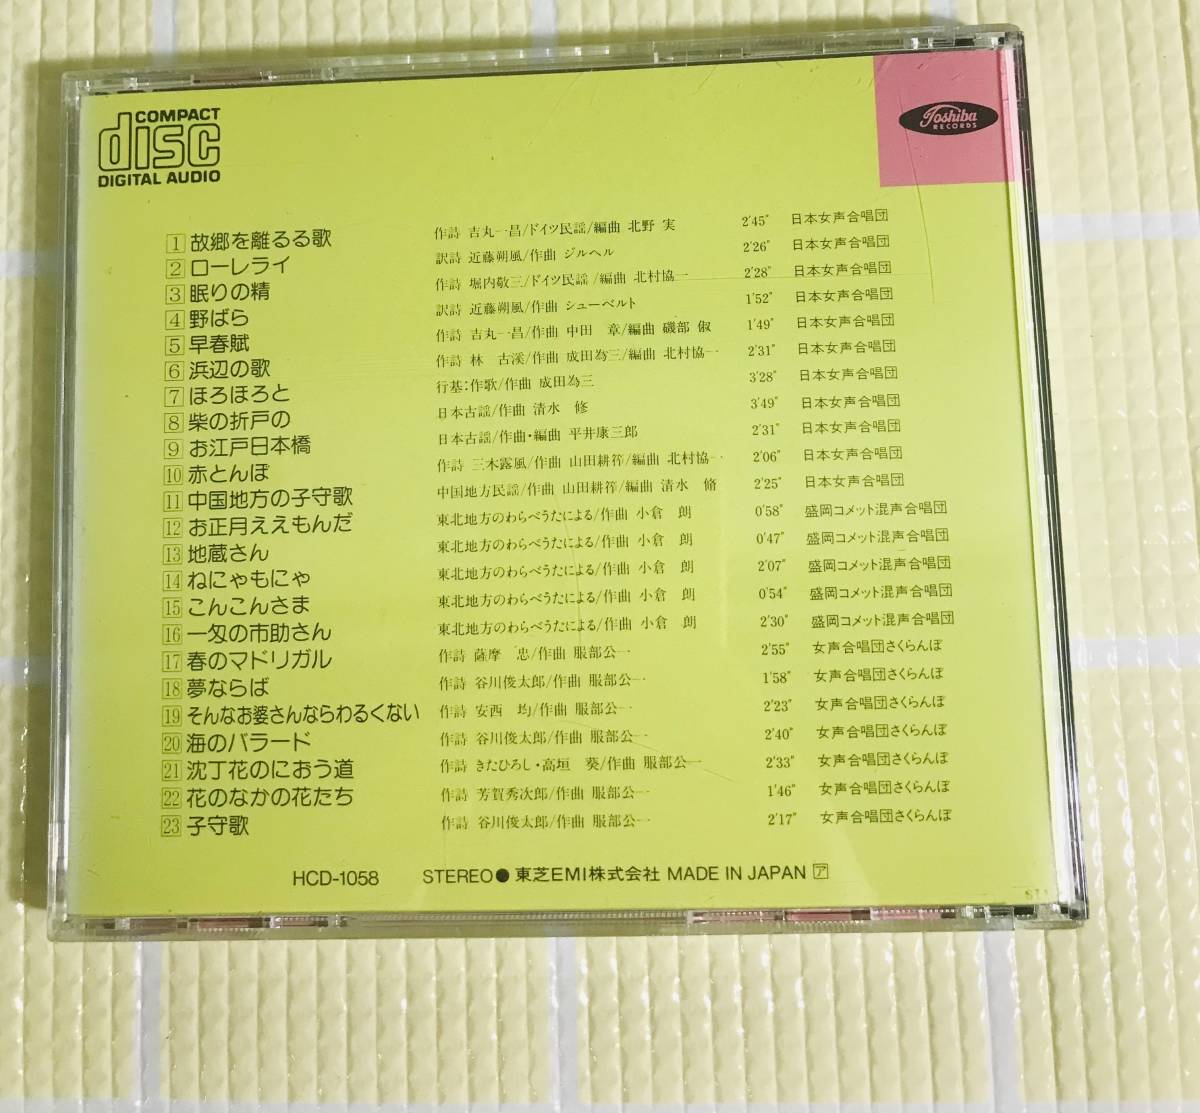 COMPACT
disc
DIGITAL AUDIO
Toshiba
RECORDS
1 故郷を離るる歌 作詩 吉丸一昌/ドイツ民謡/編曲 北野 実 2'45" 日本女声合唱団
2 ローレライ 訳詩 近藤朔風/作曲 ジルヘル 2'26" 日本女声合唱団
3 眠りの精 作詩 堀内敬三/ドイツ民謡/編曲 北村協一 2'28" 日本女声合唱団
4 野ばら 訳詩 近藤朔風/作曲 シューベルト 1'52" 日本女声合唱団
5 早春賦 作詩 吉丸一昌/作曲 中田 章/編曲 磯部 俶 1'49" 日本女声合唱団
6 浜辺の歌 作詩 林 古溪/作曲 成田為三/編曲 北村協一 2'31" 日本女声合唱団
7 ほろほろと 行基:作歌/作曲 成田為三 3'28" 日本女声合唱団
8 柴の折戸の 日本古謡/作曲 清水 修 3'49" 日本女声合唱団
9 お江戸日本橋 日本古謡/作曲・編曲 平井康三郎 2'31" 日本女声合唱団
10 赤とんぼ 作詩 三木露風/作曲 山田耕筰/編曲 北村協一 2'06" 日本女声合唱団
11 中国地方の子守歌 中国地方民謡/作曲 山田耕筰/編曲 清水 脩 2'25" 日本女声合唱団
12 お正月ええもんだ 東北地方のわらべうたによる/作曲 小倉 朗 0'58" 盛岡コメット混声合唱団
13 地蔵さん 東北地方のわらべうたによる/作曲 小倉 朗 0'47" 盛岡コメット混声合唱団
14 ねにゃもにゃ 東北地方のわらべうたによる/作曲 小倉 朗 2'07" 盛岡コメット混声合唱団
15 こんこんさま 東北地方のわらべうたによる/作曲 小倉 朗 0'54" 盛岡コメット混声合唱団
16 一匁の市助さん 東北地方のわらべうたによる/作曲 小倉 朗 2'30" 盛岡コメット混声合唱団
17 春のマドリガル 作詩 薩摩 忠/作曲 服部公一 2'55" 女声合唱団さくらんぼ
18 夢ならば 作詩 谷川俊太郎/作曲 服部公一 1'58" 女声合唱団さくらんぼ
19 そんなお婆さんならわるくない 作詩 安西 均/作曲 服部公一 2'23" 女声合唱団さくらんぼ
20 海のバラード 作詩 谷川俊太郎/作曲 服部公一 2'40" 女声合唱団さくらんぼ
21 沈丁花のにおう道 作詩 きたひろし・高垣 葵/作曲 服部公一 2'33" 女声合唱団さくらんぼ
22 花のなかの花たち 作詩 芳賀秀次郎/作曲 服部公一 1'46" 女声合唱団さくらんぼ
23 子守歌 作詩 谷川俊太郎/作曲 服部公一 2'17" 女声合唱団さくらんぼ
HCD-1058 STEREO● 東芝EMI株式会社 MADE IN JAPAN ア